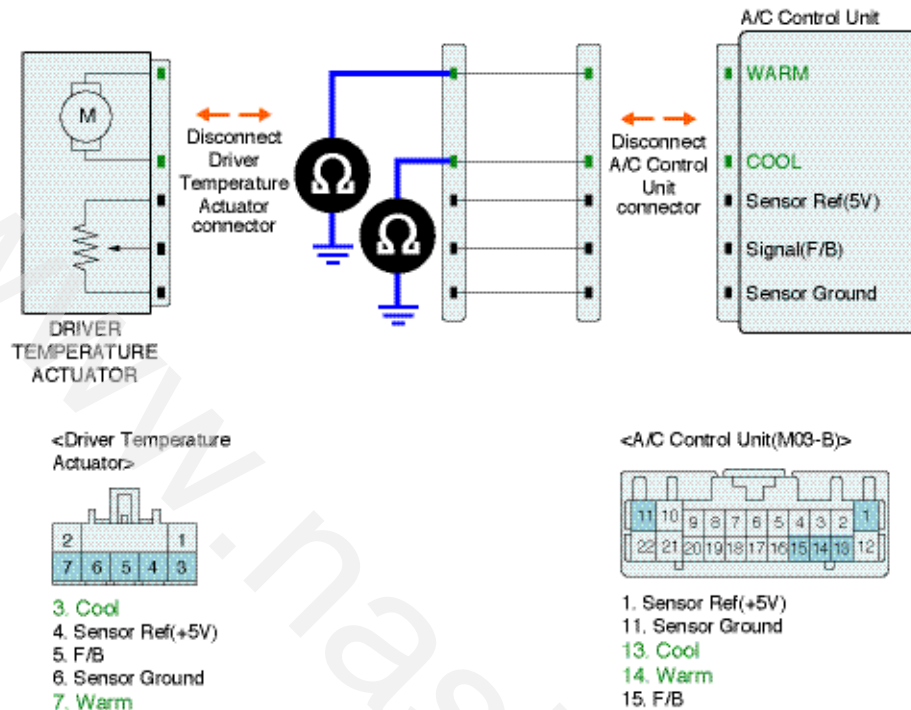 A/C Control Unit
WARM
COOL
Sensor Ref(5V)
Signal(F/B)
Sensor Ground
M
Disconnect
Driver
Temperature
Actuator
connector
Ω
Ω
Disconnect
A/C Control
Unit
connector
DRIVER
TEMPERATURE
ACTUATOR
<Driver Temperature
Actuator>
2 1
7 6 5 4 3
3. Cool
4. Sensor Ref(+5V)
5. F/B
6. Sensor Ground
7. Warm
<A/C Control Unit(M03-B)>
11 10 9 8 7 6 5 4 3 2 1
22 21 20 19 18 17 16 15 14 13 12
1. Sensor Ref(+5V)
11. Sensor Ground
13. Cool
14. Warm
15. F/B